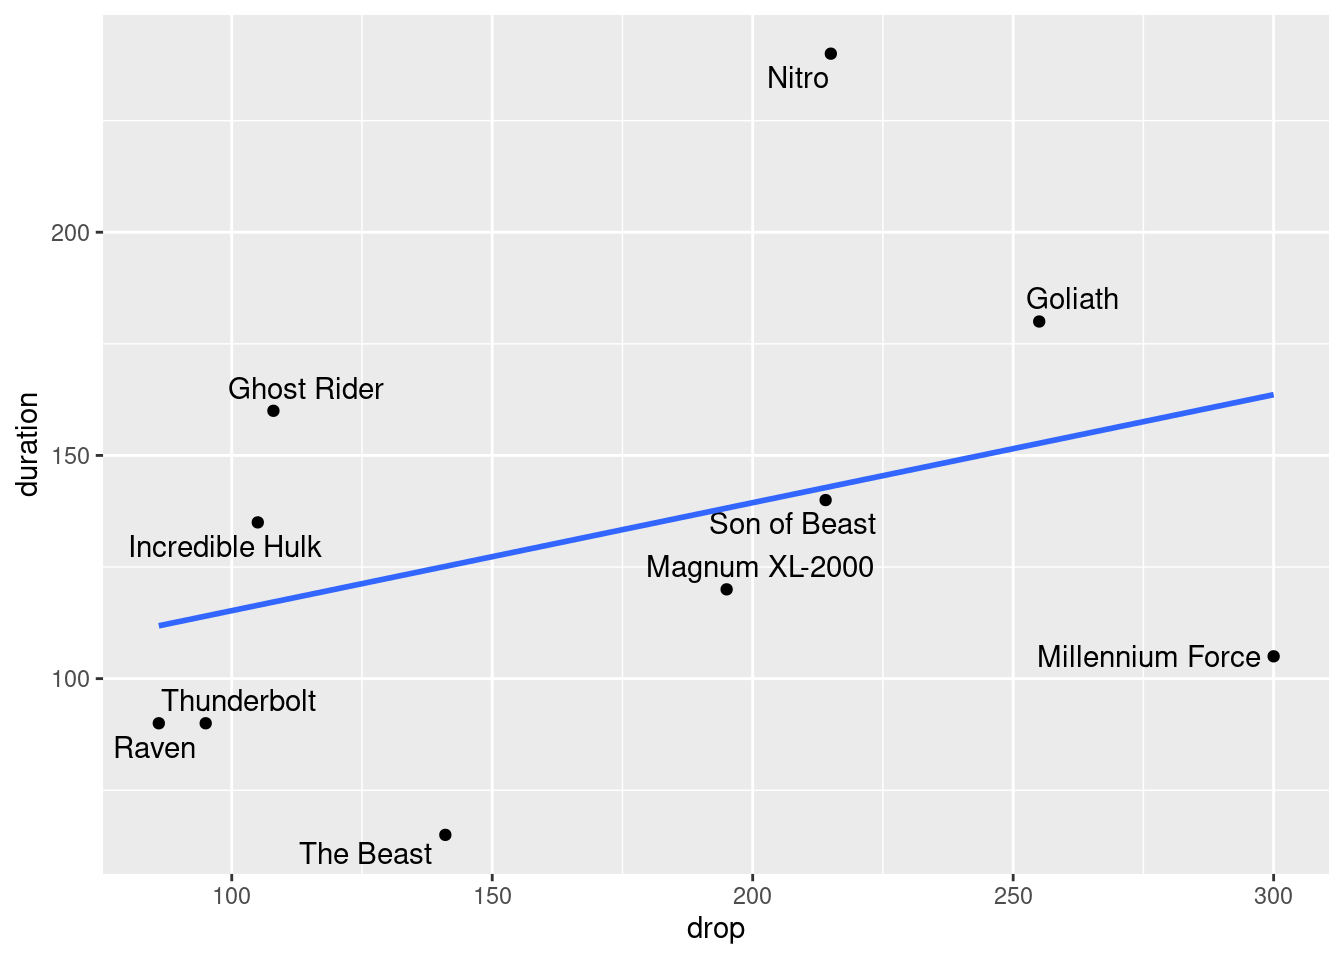 Nitro
200
Goliath
Ghost Rider
duration
150
Son of Beast
Incredible Hulk
Magnum XL-2000
Millennium Force
100
Thunderbolt
Raven
The Beast
100
150
200
250
300
drop